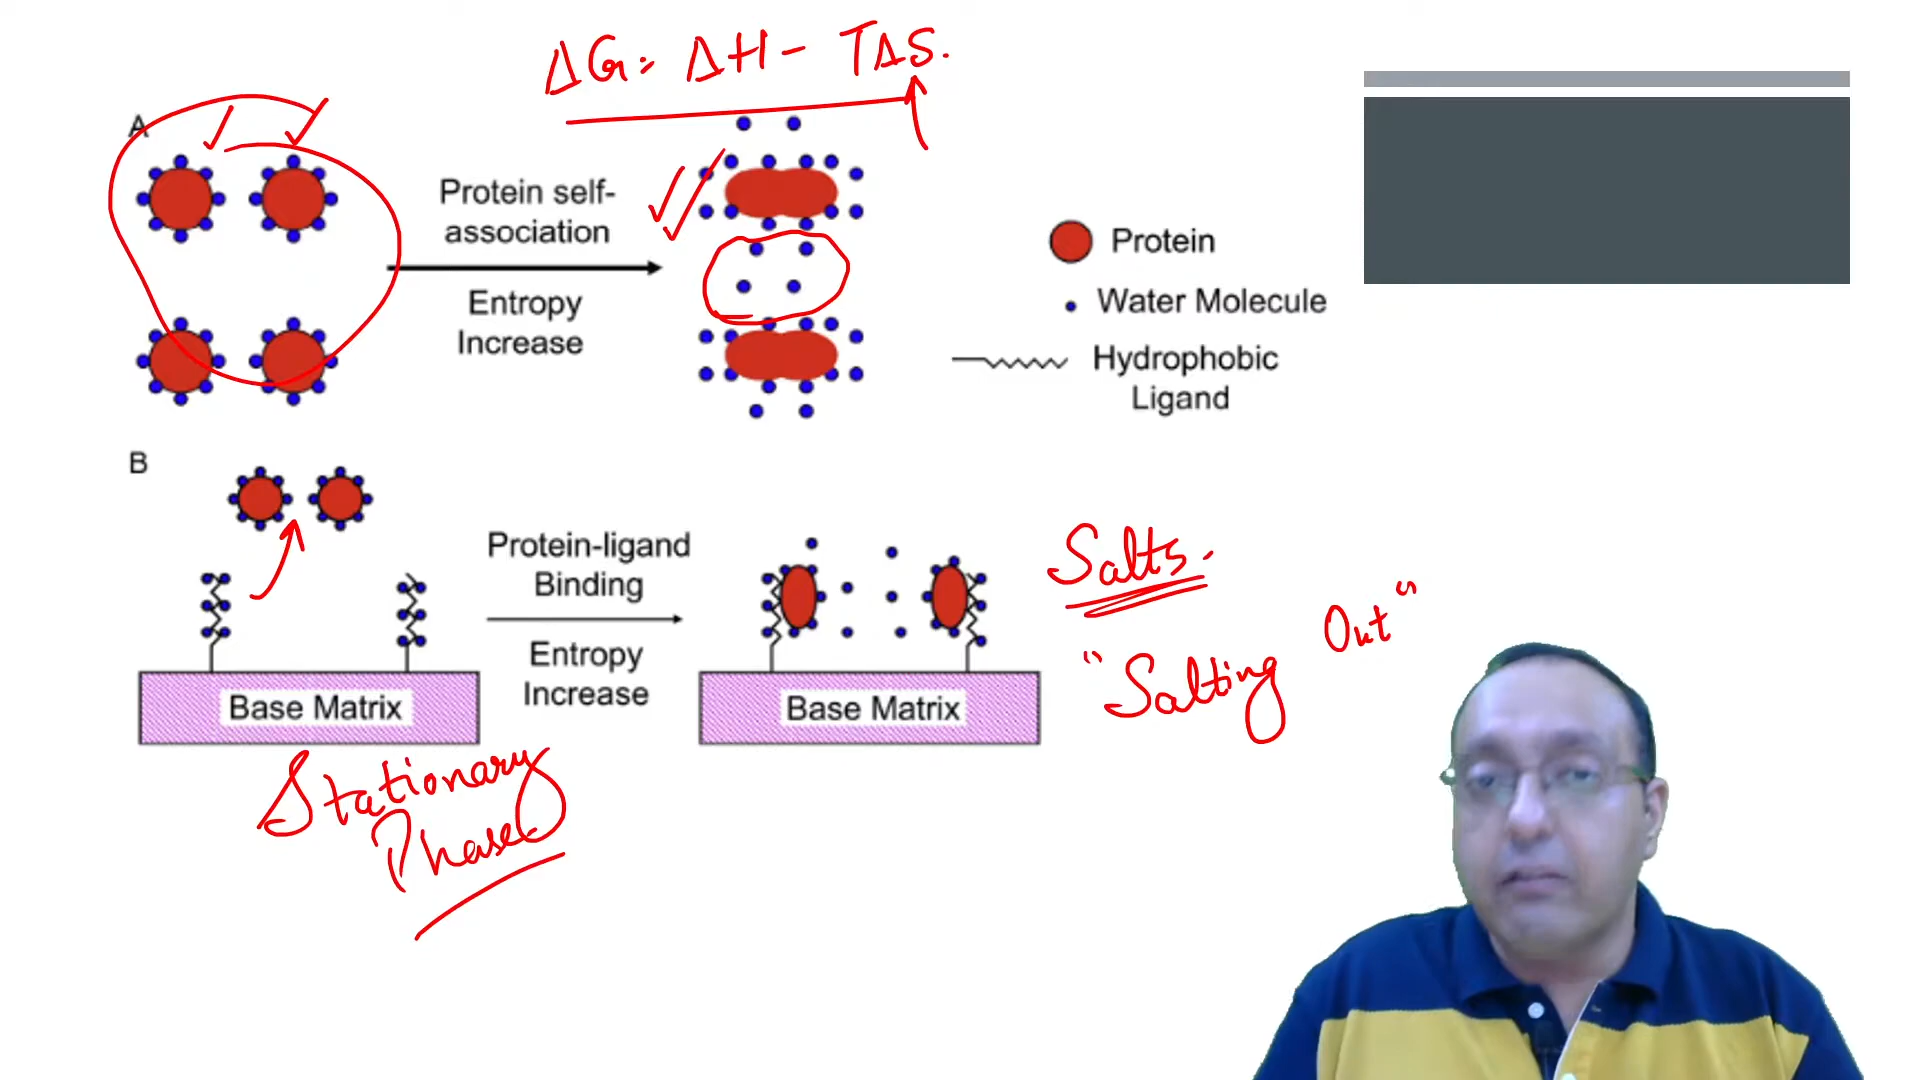 ΔG = ΔH - TΔS.
A
Protein self-
association
Entropy
Increase
Protein
Water Molecule
Hydrophobic
Ligand
B
Protein-ligand
Binding
Entropy
Increase
Base Matrix
Base Matrix
Stationary
Phase
Salts.
"Salting Out"